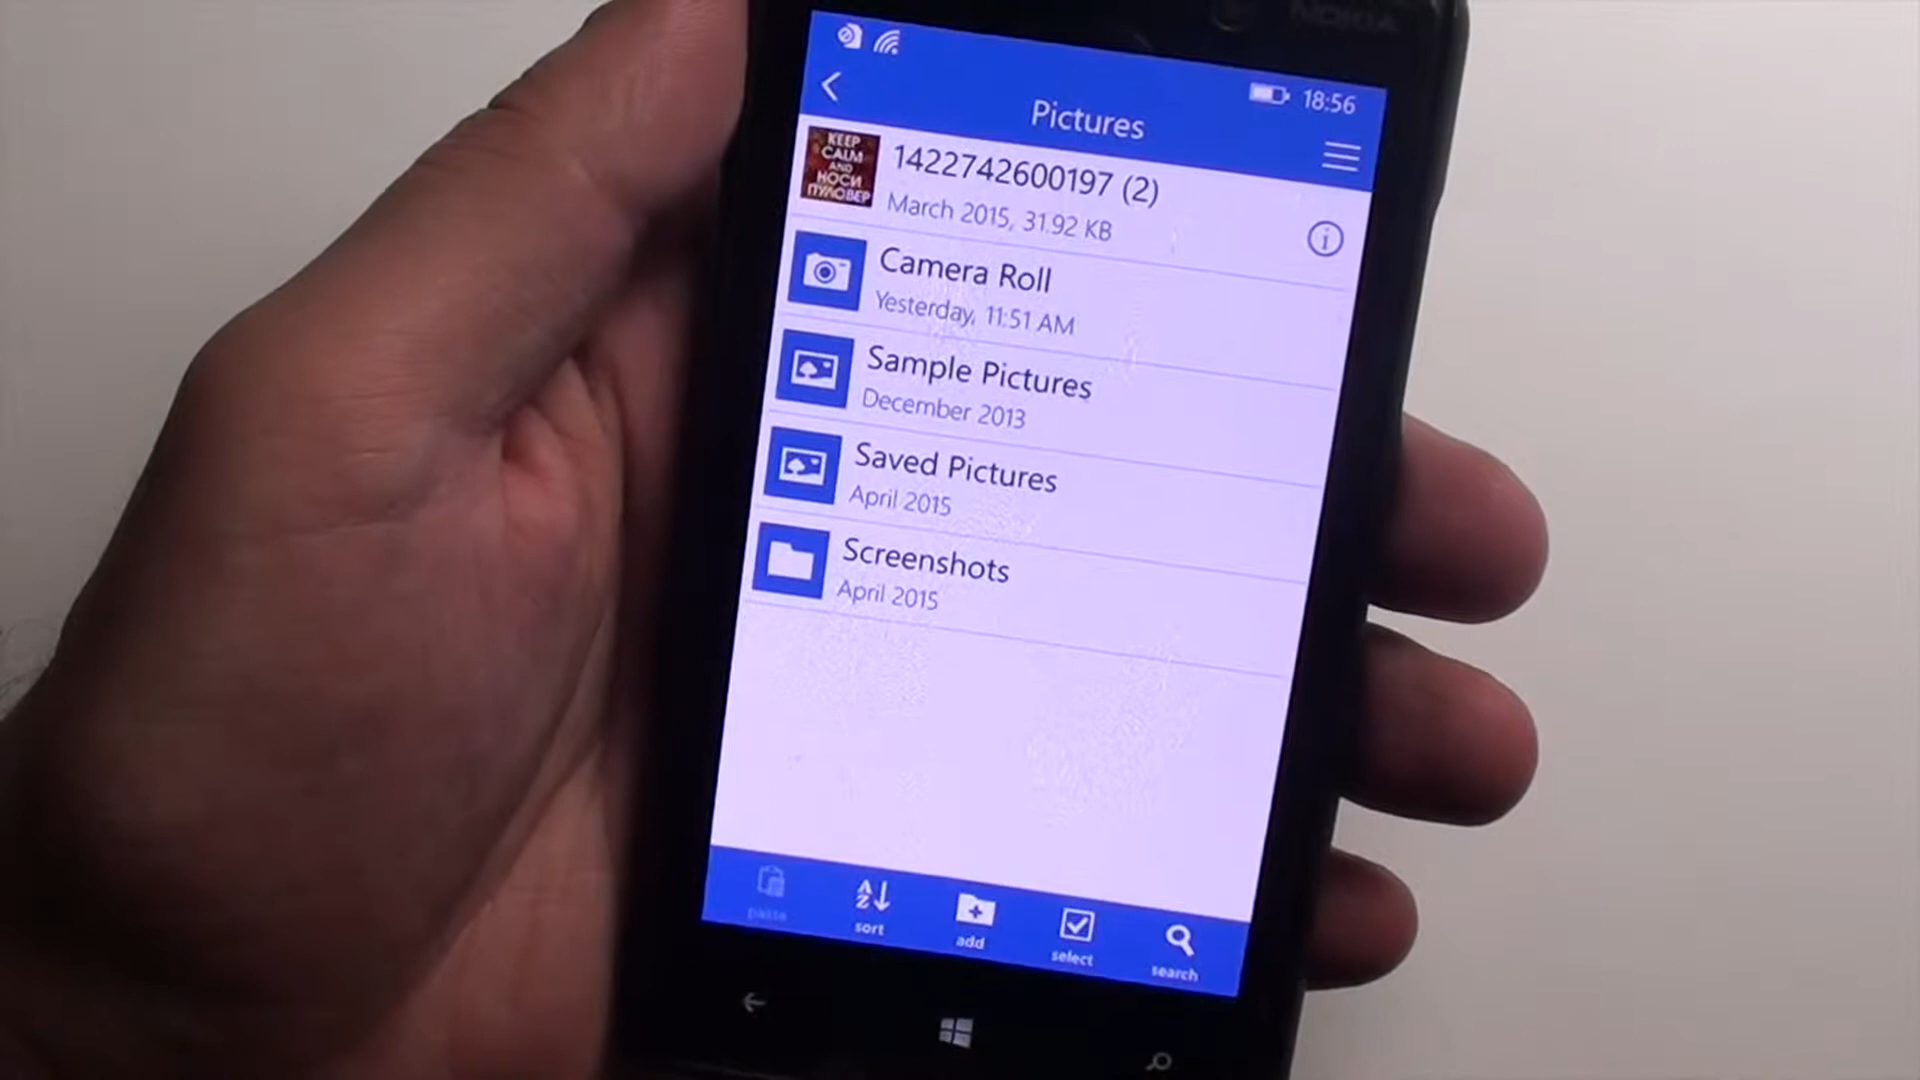 NOKIA
18:56
Pictures
KEEP
CALM
AND
НОСИ
ПУЛОВЕР
1422742600197 (2)
March 2015, 31.92 KB
Camera Roll
Yesterday, 11:51 AM
Sample Pictures
December 2013
Saved Pictures
April 2015
Screenshots
April 2015
paste
A
Z
sort
add
select
search